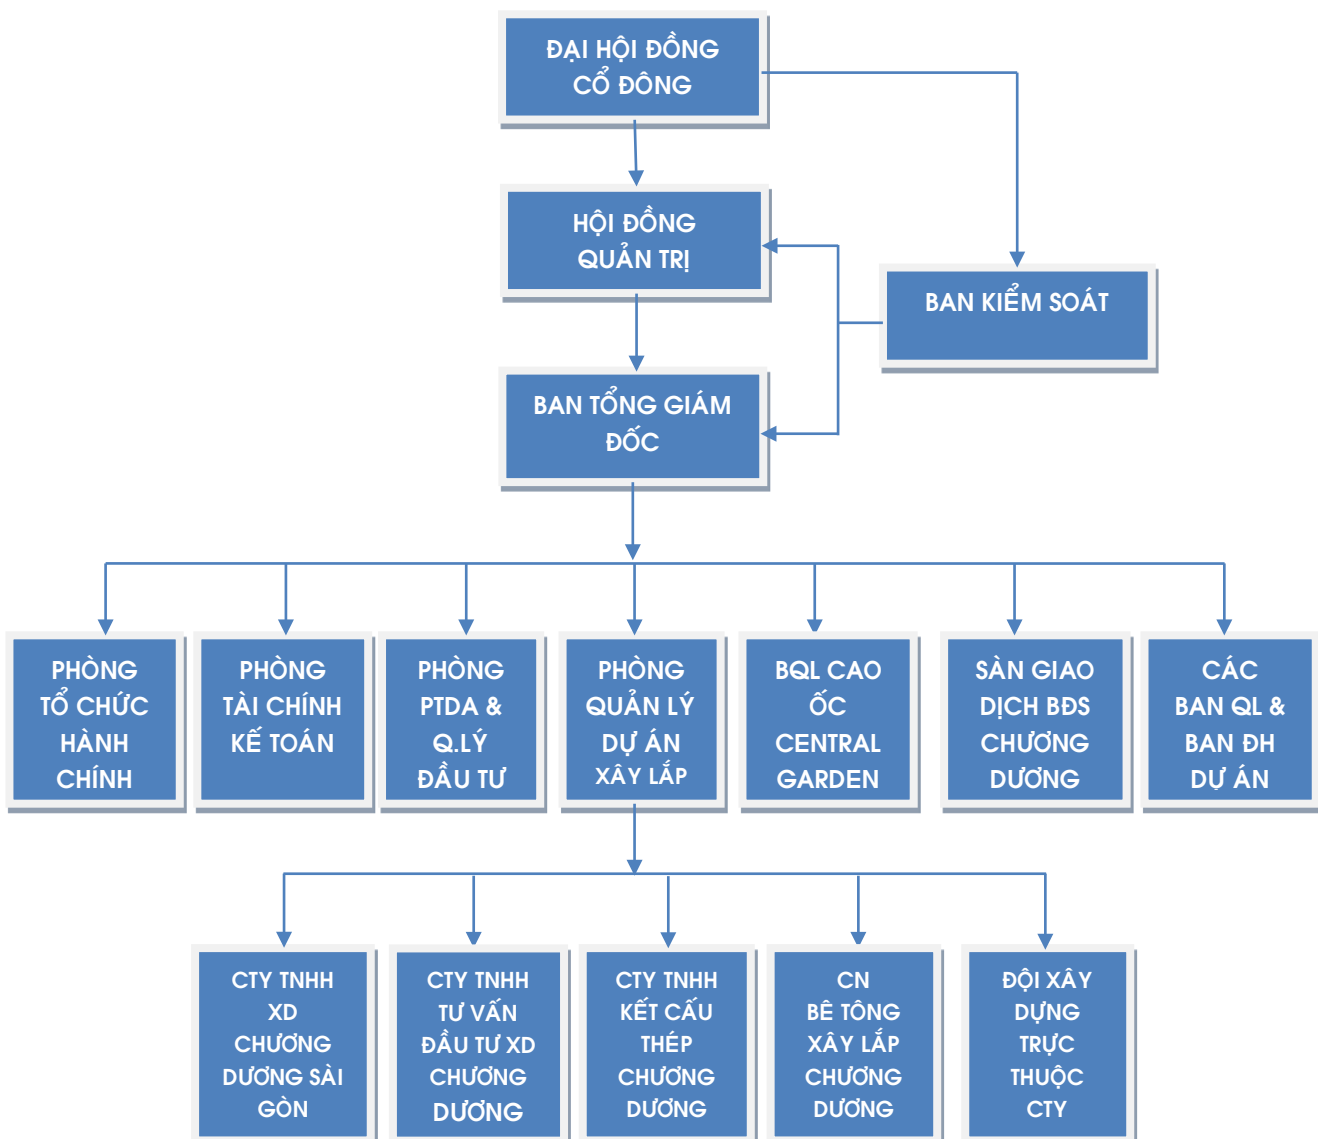 ĐẠI HỘI ĐỒNG
CỔ ĐÔNG
HỘI ĐỒNG
QUẢN TRỊ
BAN KIỂM SOÁT
BAN TỔNG GIÁM
ĐỐC
PHÒNG
TỔ CHỨC
HÀNH
CHÍNH
PHÒNG
TÀI CHÍNH
KẾ TOÁN
PHÒNG
PTDA &
Q.LÝ
ĐẦU TƯ
PHÒNG
QUẢN LÝ
DỰ ÁN
XÂY LẮP
BQL CAO
ỐC
CENTRAL
GARDEN
SÀN GIAO
DỊCH BĐS
CHƯƠNG
DƯƠNG
CÁC
BAN QL &
BAN ĐH
DỰ ÁN
CTY TNHH
XD
CHƯƠNG
DƯƠNG SÀI
GÒN
CTY TNHH
TƯ VẤN
ĐẦU TƯ XD
CHƯƠNG
DƯƠNG
CTY TNHH
KẾT CẤU
THÉP
CHƯƠNG
DƯƠNG
CN
BÊ TÔNG
XÂY LẮP
CHƯƠNG
DƯƠNG
ĐỘI XÂY
DỰNG
TRỰC
THUỘC
CTY